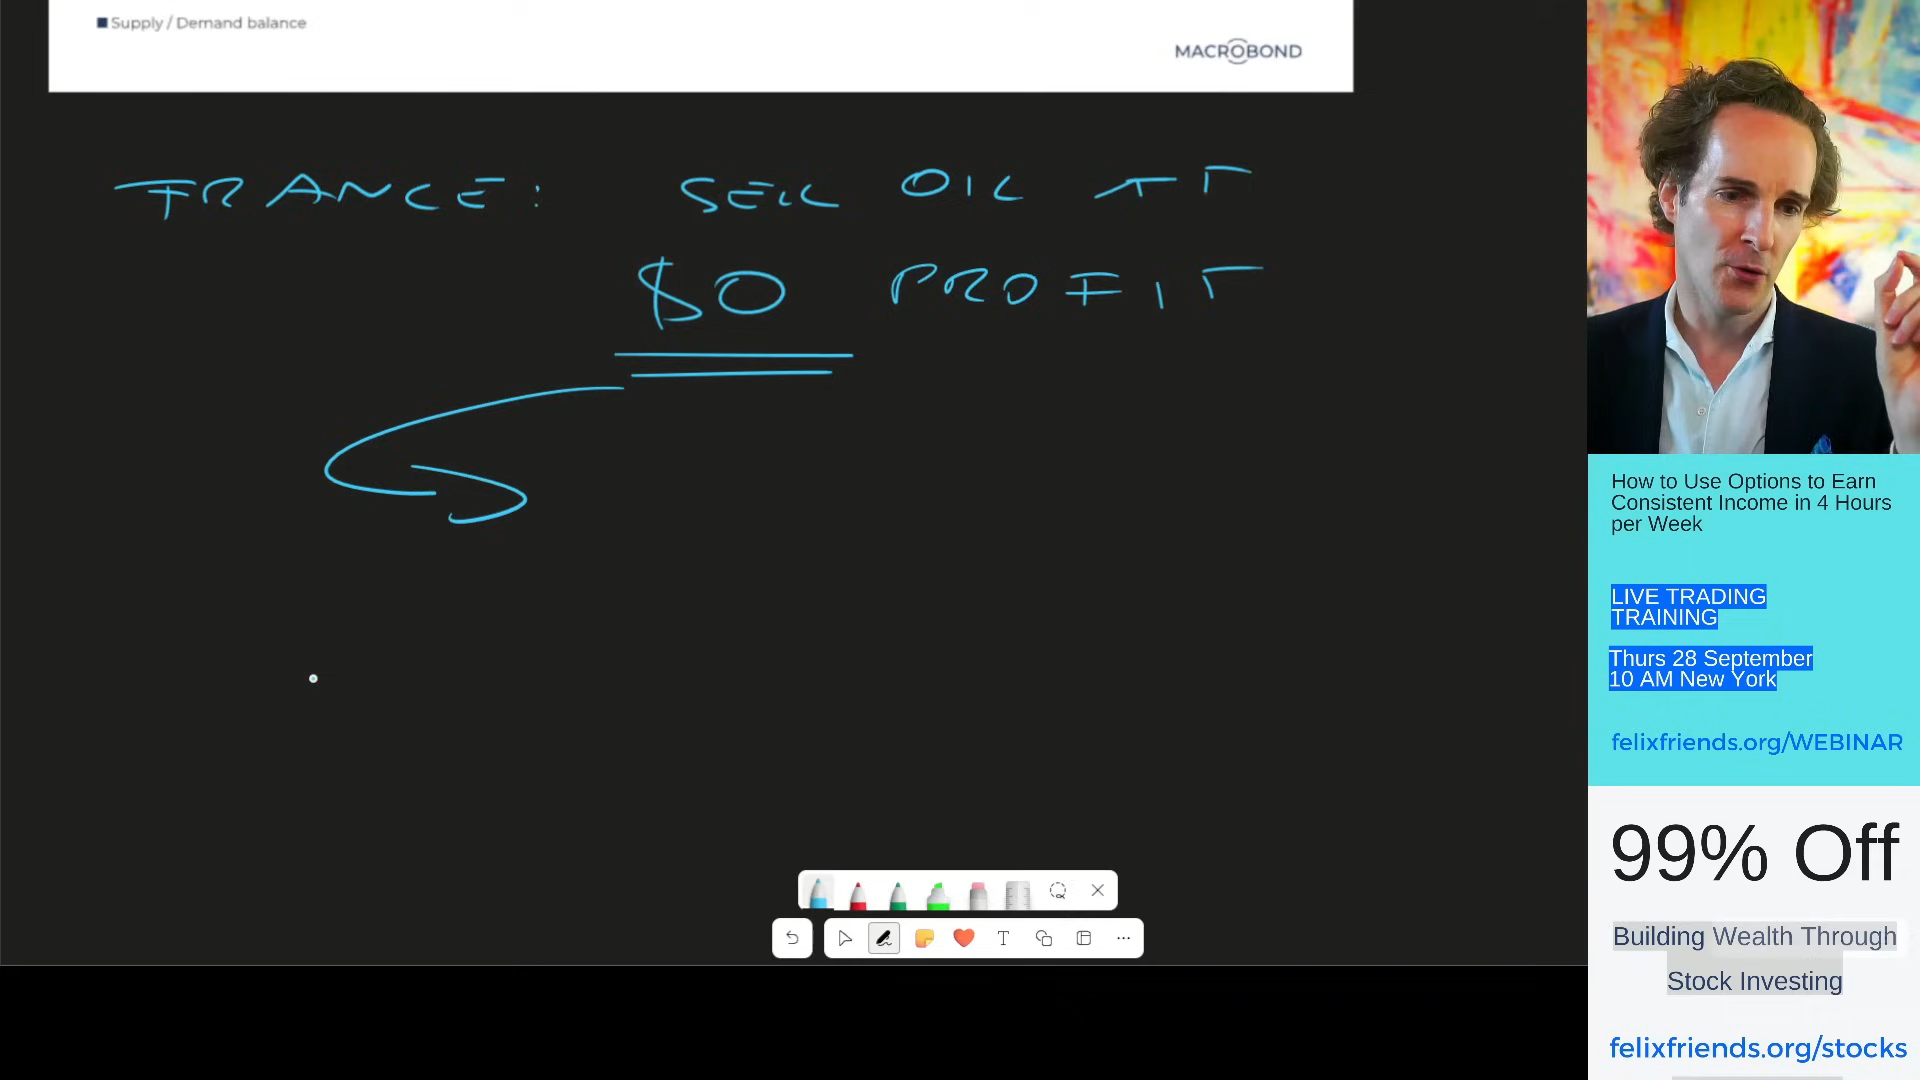 Supply / Demand balance
MACROBOND
FRANCE: SELL OIL AT
$0 PROFIT
How to Use Options to Earn
Consistent Income in 4 Hours
per Week
LIVE TRADING
TRAINING
Thurs 28 September
10 AM New York
felixfriends.org/WEBINAR
99% Off
Building Wealth Through
Stock Investing
felixfriends.org/stocks
T